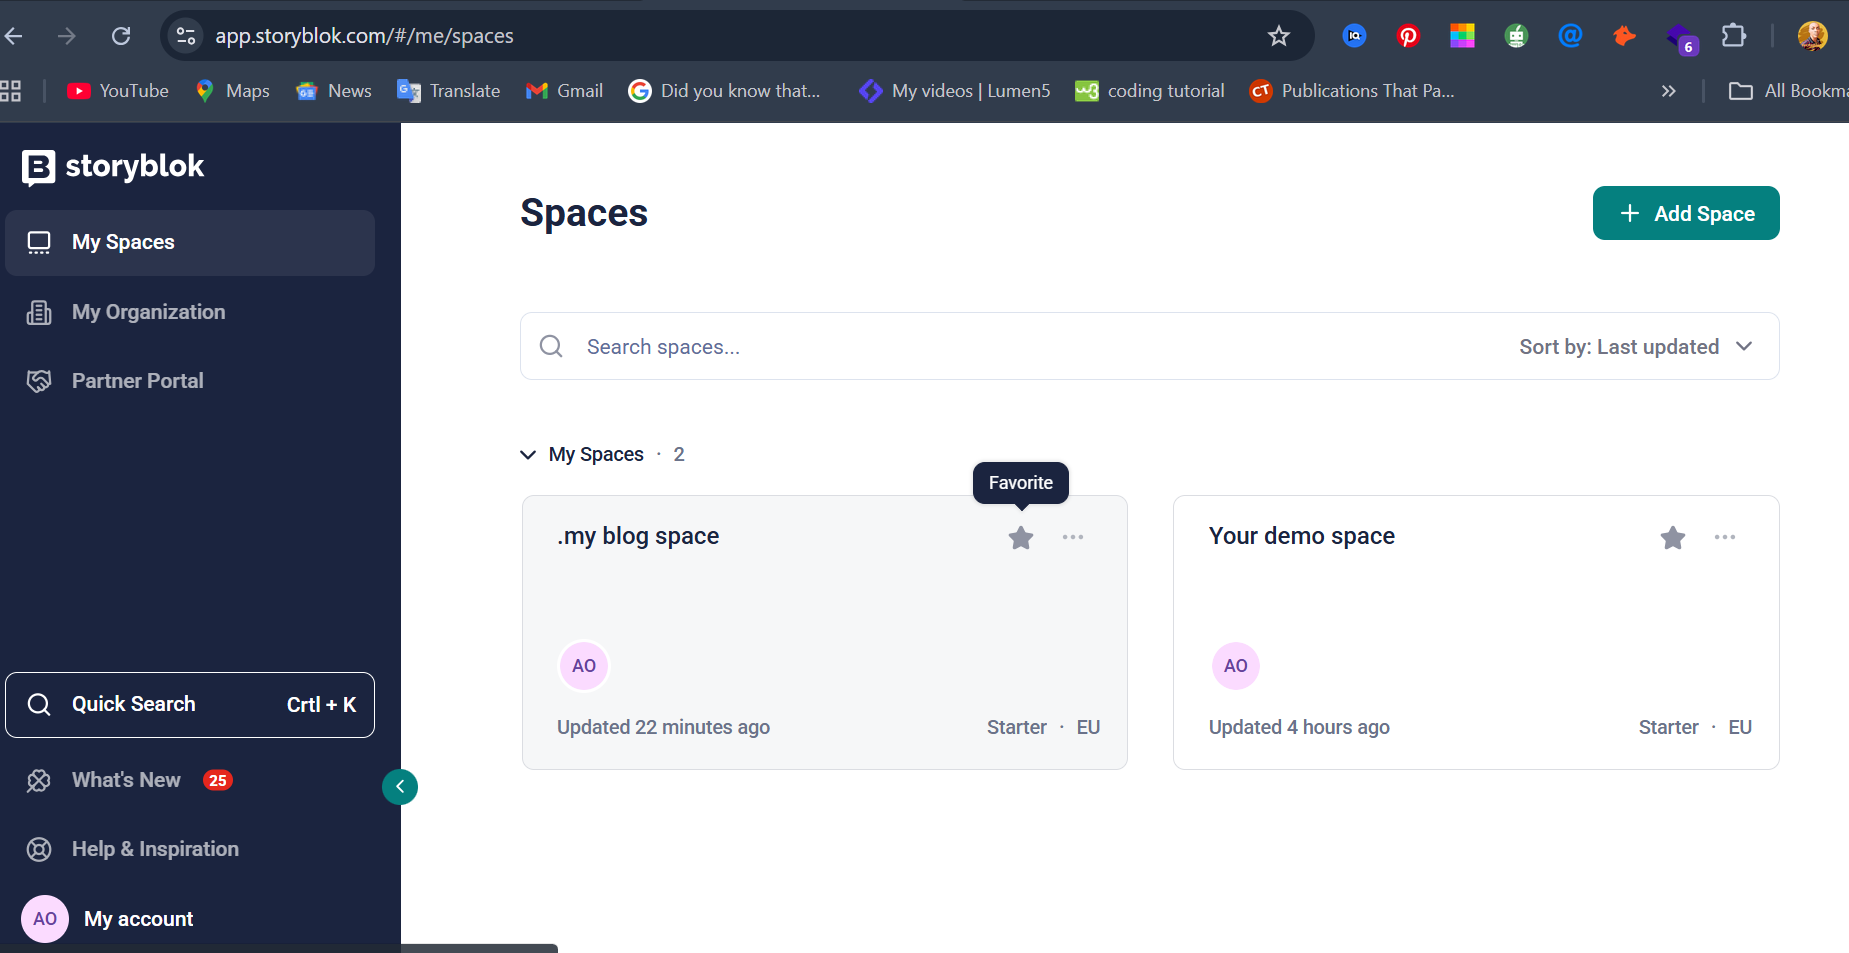 app.storyblok.com/#/me/spaces
6
YouTube
Maps
News
Translate
Gmail
Did you know that...
My videos | Lumen5
coding tutorial
Publications That Pa...
»
All Bookma
storyblok
My Spaces
My Organization
Partner Portal
Quick Search
Crtl + K
What's New
25
Help & Inspiration
AO
My account
Spaces
+ Add Space
Search spaces...
Sort by: Last updated
My Spaces · 2
Favorite
.my blog space
AO
Updated 22 minutes ago
Starter · EU
Your demo space
AO
Updated 4 hours ago
Starter · EU